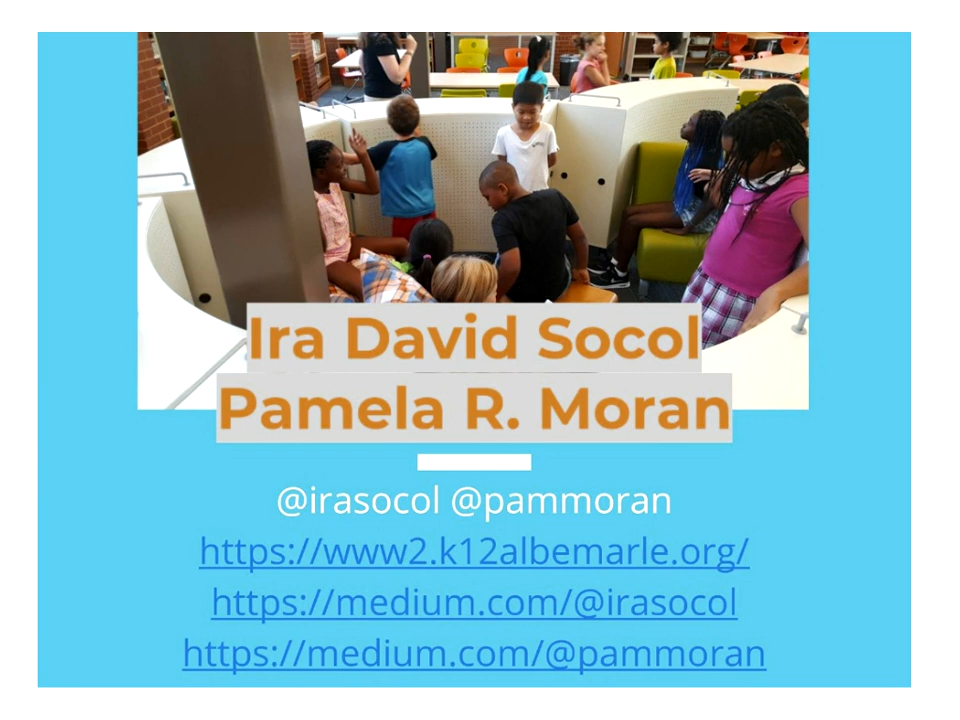 Ira David Socol
Pamela R. Moran
@irasocol @pammoran
https://www2.k12albemarle.org/
https://medium.com/@irasocol
https://medium.com/@pammoran